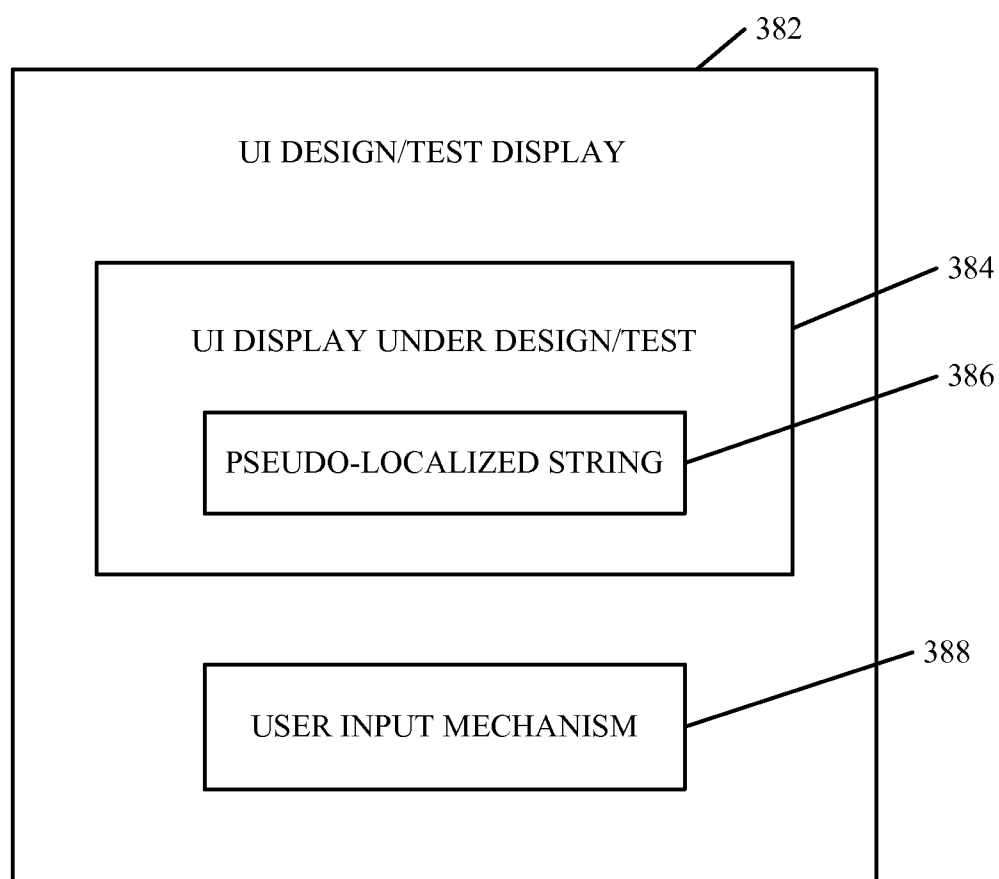 382
UI DESIGN/TEST DISPLAY
384
UI DISPLAY UNDER DESIGN/TEST
386
PSEUDO-LOCALIZED STRING
388
USER INPUT MECHANISM